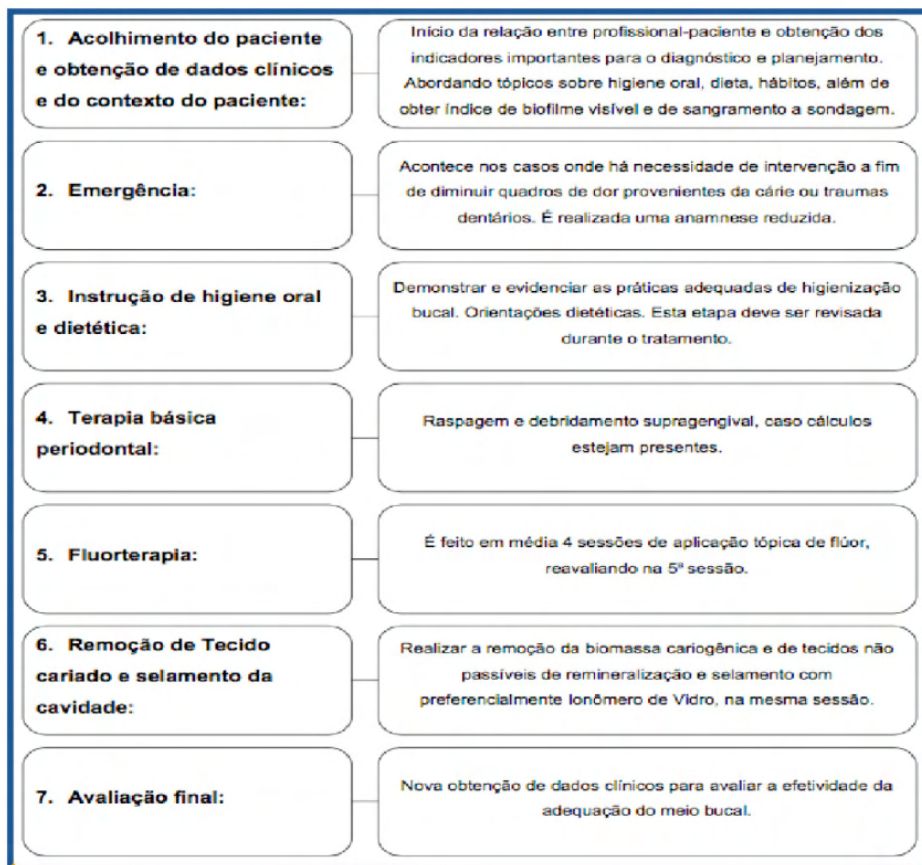 1. Acolhimento do paciente
e obtenção de dados clínicos
e do contexto do paciente:
Início da relação entre profissional-paciente e obtenção dos
indicadores importantes para o diagnóstico e planejamento.
Abordando tópicos sobre higiene oral, dieta, hábitos, além de
obter índice de biofilme visível e de sangramento a sondagem.
2. Emergência:
Acontece nos casos onde há necessidade de intervenção a fim
de diminuir quadros de dor provenientes da cárie ou traumas
dentários. É realizada uma anamnese reduzida.
3. Instrução de higiene oral
e dietética:
Demonstrar e evidenciar as práticas adequadas de higienização
bucal. Orientações dietéticas. Esta etapa deve ser revisada
durante o tratamento.
4. Terapia básica
periodontal:
Raspagem e debridamento supragengival, caso cálculos
estejam presentes.
5. Fluorterapia:
É feito em média 4 sessões de aplicação tópica de flúor,
reavaliando na 5ª sessão.
6. Remoção de Tecido
cariado e selamento da
cavidade:
Realizar a remoção da biomassa cariogênica e de tecidos não
passíveis de remineralização e selamento com
preferencialmente Ionômero de Vidro, na mesma sessão.
7. Avaliação final:
Nova obtenção de dados clínicos para avaliar a efetividade da
adequação do meio bucal.